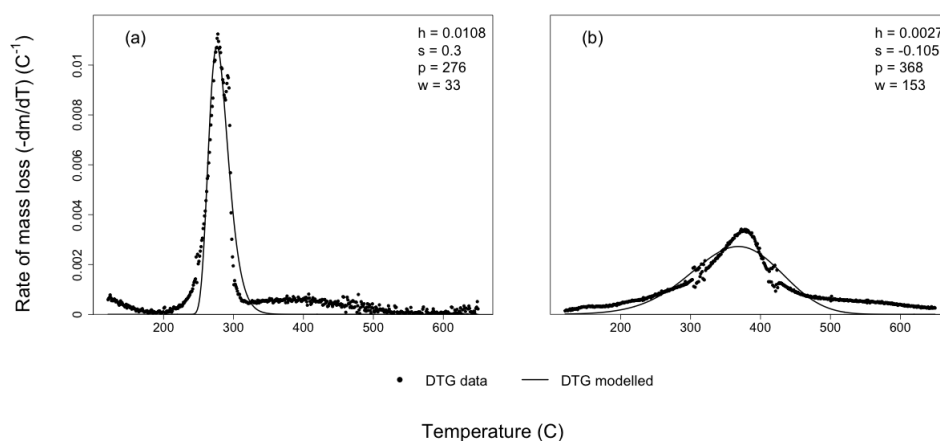 (a)
h = 0.0108
s = 0.3
p = 276
w = 33
(b)
h = 0.0027
s = -0.105
p = 368
w = 153
Rate of mass loss (-dm/dT) (C⁻¹)
0.01
0.008
0.006
0.004
0.002
0
200 300 400 500 600
200 300 400 500 600
DTG data DTG modelled
Temperature (C)